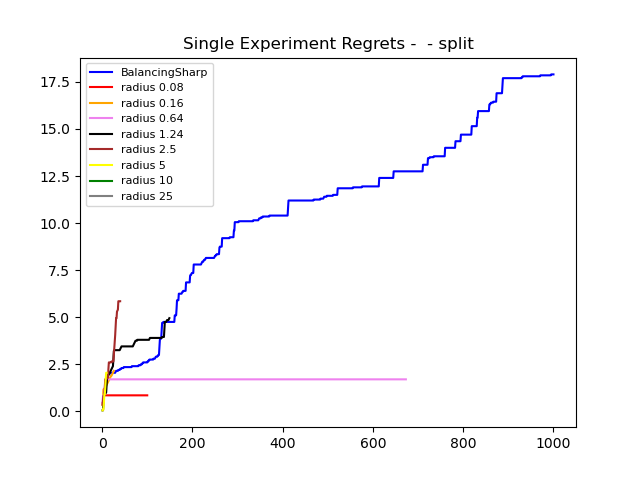 Single Experiment Regrets -  - split
BalancingSharp
radius 0.08
radius 0.16
radius 0.64
radius 1.24
radius 2.5
radius 5
radius 10
radius 25
17.5
15.0
12.5
10.0
7.5
5.0
2.5
0.0
0 200 400 600 800 1000